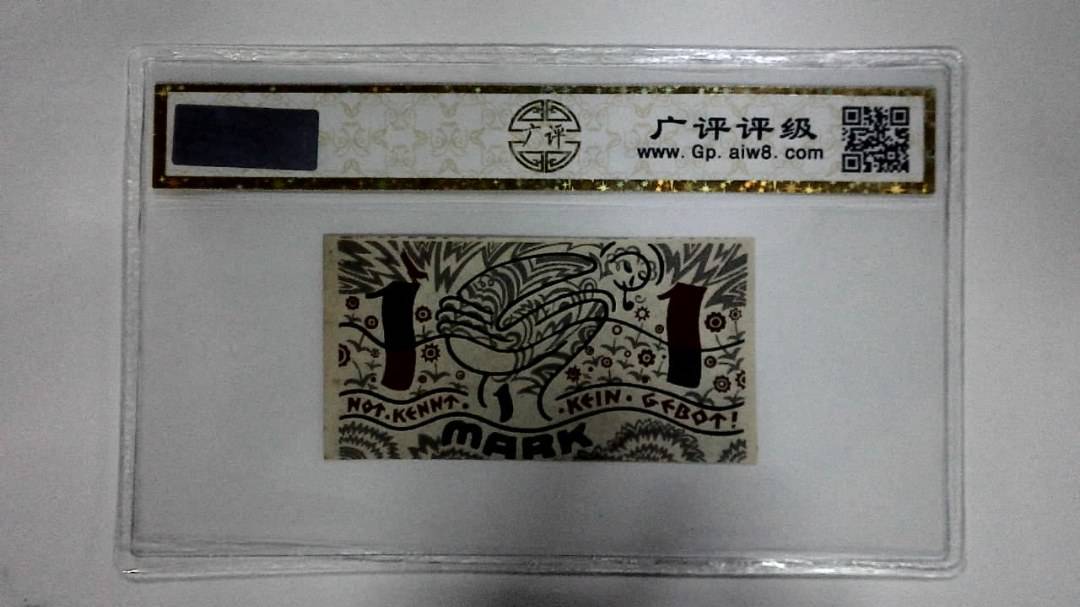 广评
广评评级
www.Gp.aiw8.com
1 1
NOT·KENNT· 1 ·KEIN·GEBOT!
MARK